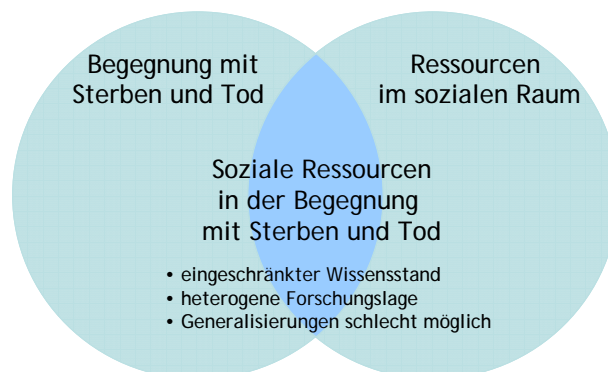 Begegnung mit
Sterben und Tod
Ressourcen
im sozialen Raum
Soziale Ressourcen
in der Begegnung
mit Sterben und Tod
• eingeschränkter Wissensstand
• heterogene Forschungslage
• Generalisierungen schlecht möglich